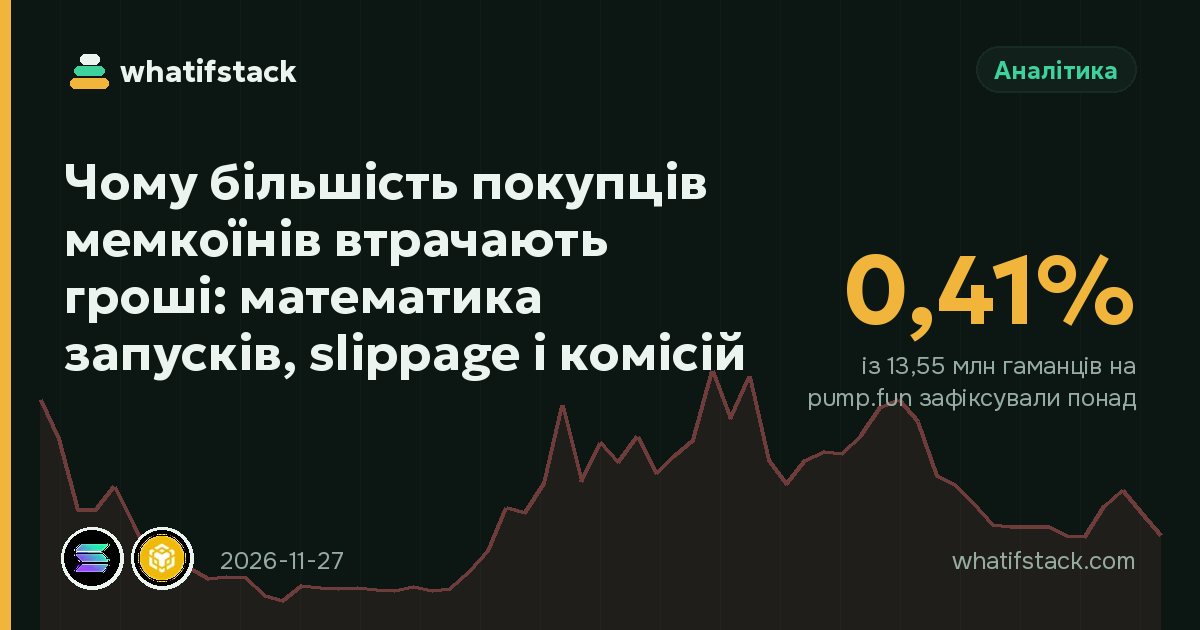 whatifstack
Аналітика
Чому більшість покупців
мемкоїнів втрачають
гроші: математика
запусків, slippage і комісій
0,41%
із 13,55 млн гаманців на
pump.fun зафіксували понад
2026-11-27
whatifstack.com